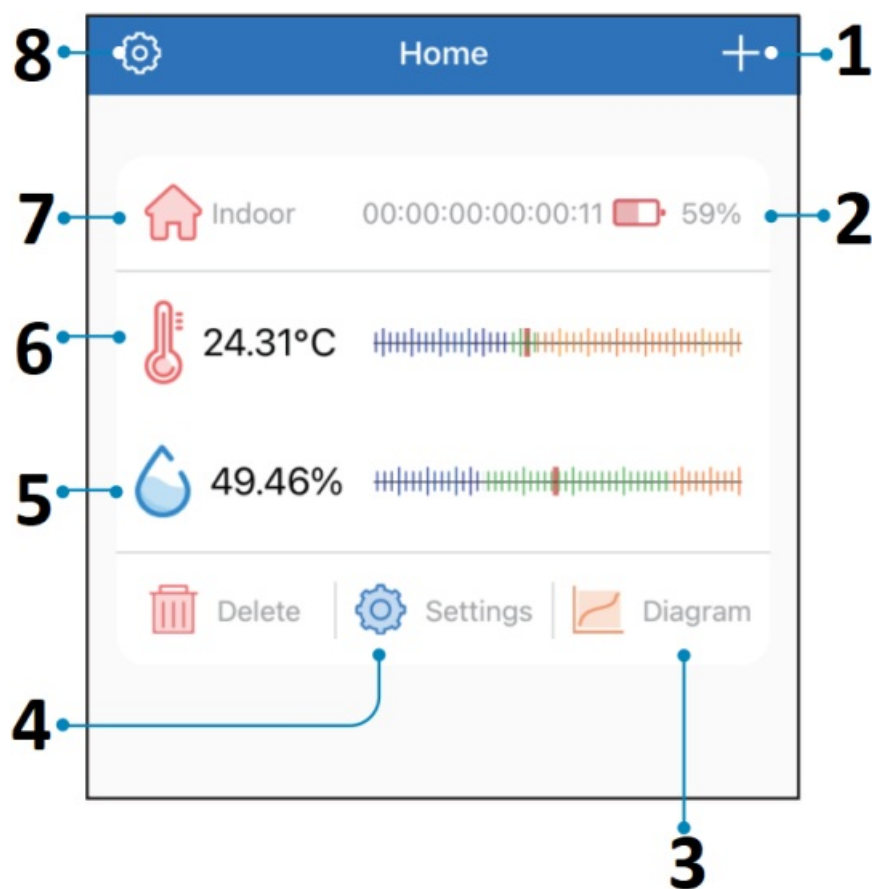 8 Home 1
7 Indoor 00:00:00:00:00:11 59% 2
6 24.31°C
5 49.46%
Delete Settings Diagram
4
3